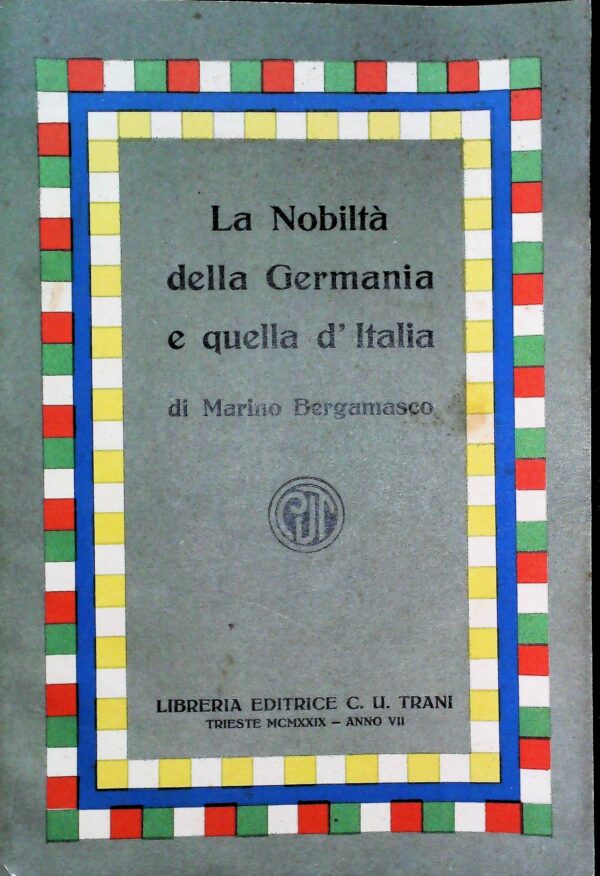 La Nobiltà
della Germania
e quella d' Italia
di Marino Bergamasco
LIBRERIA EDITRICE C. U. TRANI
TRIESTE MCMXXIX – ANNO VII